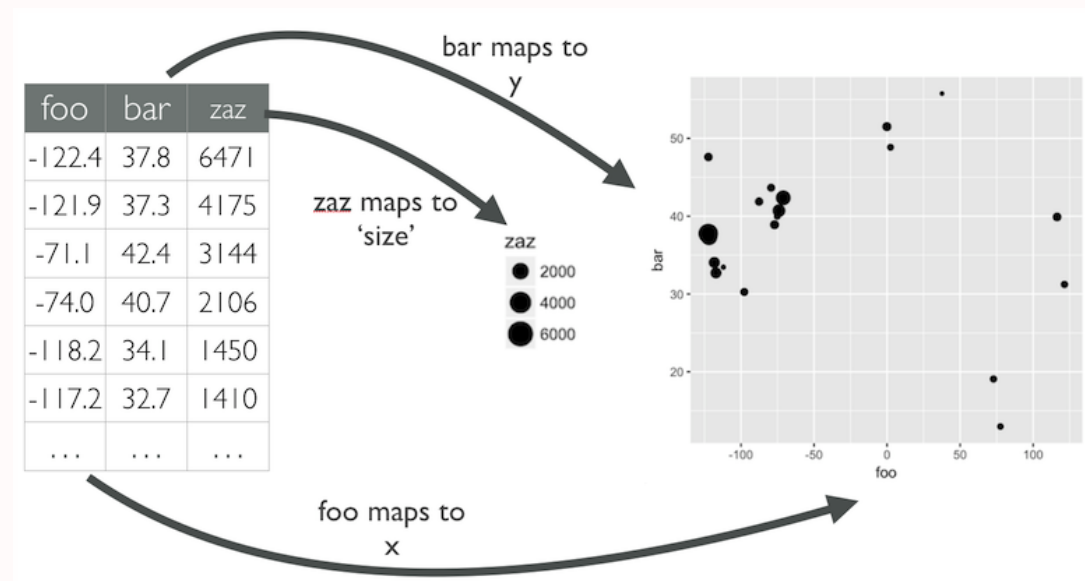 bar maps to
y
foo bar zaz
-122.4 37.8 6471
-121.9 37.3 4175
-71.1 42.4 3144
-74.0 40.7 2106
-118.2 34.1 1450
-117.2 32.7 1410
... ... ...
zaz maps to
‘size’
zaz
2000
4000
6000
bar
50
40
30
20
-100 -50 0 50 100
foo
foo maps to
x